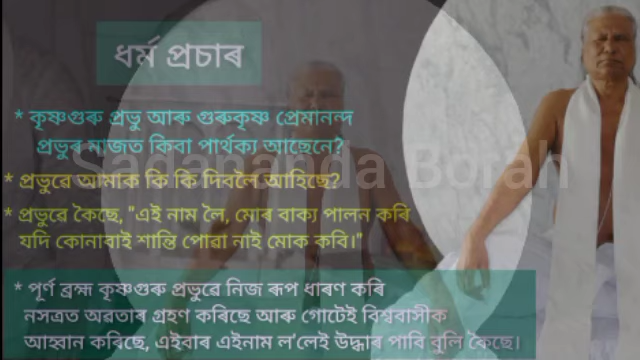 ধৰ্ম প্ৰচাৰ
* কৃষ্ণগুৰু প্ৰভু আৰু গুৰুকৃষ্ণ প্ৰেমানন্দ
প্ৰভুৰ মাজত কিবা পাৰ্থক্য আছেনে?
Sadananda Borah
* প্ৰভুৱে আমাক কি কি দিবলৈ আহিছে?
* প্ৰভুৱে কৈছে, "এই নাম লৈ, মোৰ বাক্য পালন কৰি
যদি কোনোবাই শান্তি পোৱা নাই মোক কবি।"
* পূৰ্ণ ব্ৰহ্ম কৃষ্ণগুৰু প্ৰভুৱে নিজ ৰূপ ধাৰণ কৰি
নসত্ৰত অৱতাৰ গ্ৰহণ কৰিছে আৰু গোটেই বিশ্ববাসীক
আহ্বান কৰিছে, এইবাৰ এইনাম ল'লেই উদ্ধাৰ পাবি বুলি কৈছে।